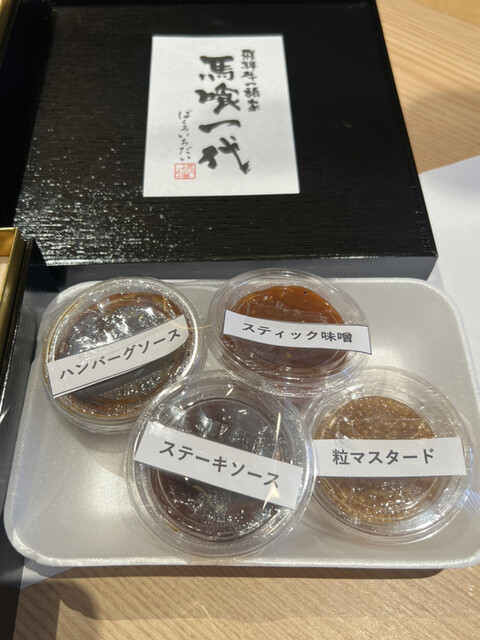 飛騨牛一頭家
馬喰一代
ばくろいちだい
ハンバーグソース
スティック味噌
ステーキソース
粒マスタード